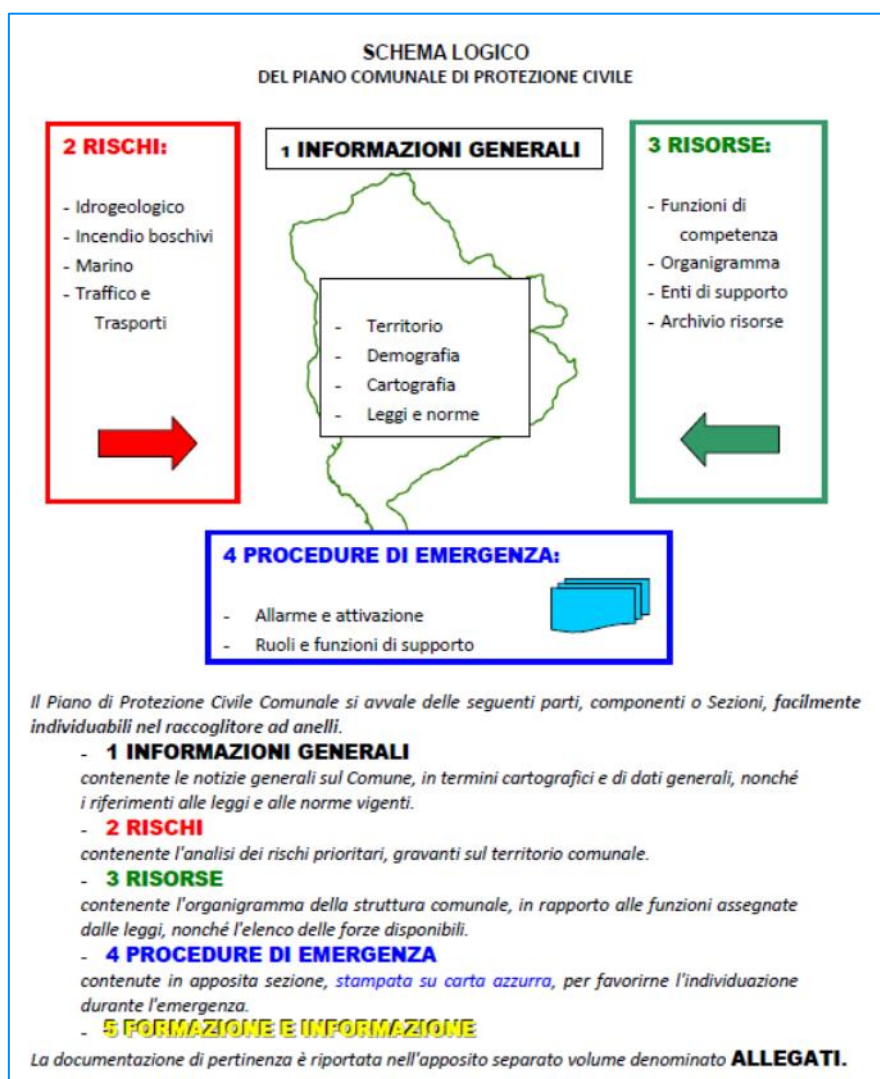 SCHEMA LOGICO
DEL PIANO COMUNALE DI PROTEZIONE CIVILE
2 RISCHI:
- Idrogeologico
- Incendio boschivi
- Marino
- Traffico e
Trasporti
1 INFORMAZIONI GENERALI
- Territorio
- Demografia
- Cartografia
- Leggi e norme
3 RISORSE:
- Funzioni di
competenza
- Organigramma
- Enti di supporto
- Archivio risorse
4 PROCEDURE DI EMERGENZA:
- Allarme e attivazione
- Ruoli e funzioni di supporto
Il Piano di Protezione Civile Comunale si avvale delle seguenti parti, componenti o Sezioni, facilmente
individuabili nel raccoglitore ad anelli.
- 1 INFORMAZIONI GENERALI
contenente le notizie generali sul Comune, in termini cartografici e di dati generali, nonché
i riferimenti alle leggi e alle norme vigenti.
- 2 RISCHI
contenente l'analisi dei rischi prioritari, gravanti sul territorio comunale.
- 3 RISORSE
contenente l'organigramma della struttura comunale, in rapporto alle funzioni assegnate
dalle leggi, nonché l'elenco delle forze disponibili.
- 4 PROCEDURE DI EMERGENZA
contenute in apposita sezione, stampata su carta azzurra, per favorirne l'individuazione
durante l'emergenza.
- 5 FORMAZIONE E INFORMAZIONE
La documentazione di pertinenza è riportata nell'apposito separato volume denominato ALLEGATI.